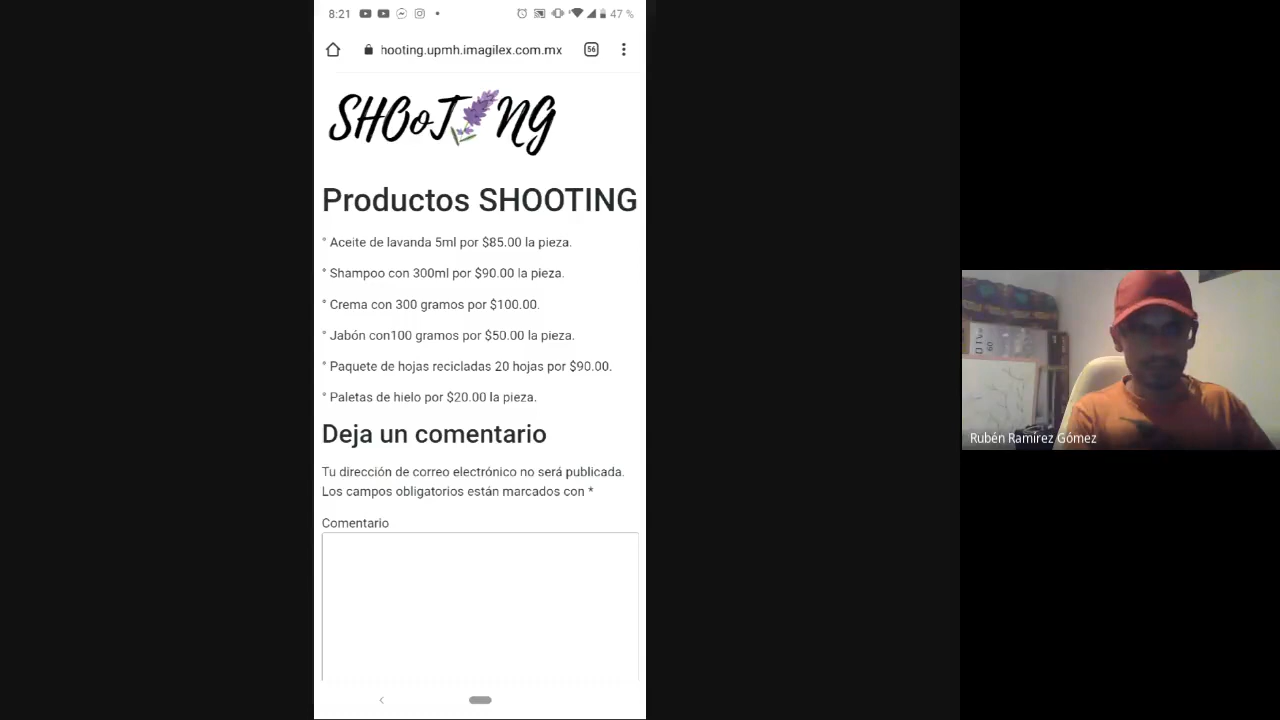 8:21
47 %
hooting.upmh.imagilex.com.mx
56
SHOoTING
Productos SHOOTING
° Aceite de lavanda 5ml por $85.00 la pieza.
° Shampoo con 300ml por $90.00 la pieza.
° Crema con 300 gramos por $100.00.
° Jabón con100 gramos por $50.00 la pieza.
° Paquete de hojas recicladas 20 hojas por $90.00.
° Paletas de hielo por $20.00 la pieza.
Deja un comentario
Tu dirección de correo electrónico no será publicada.
Los campos obligatorios están marcados con *
Comentario
Rubén Ramírez Gómez